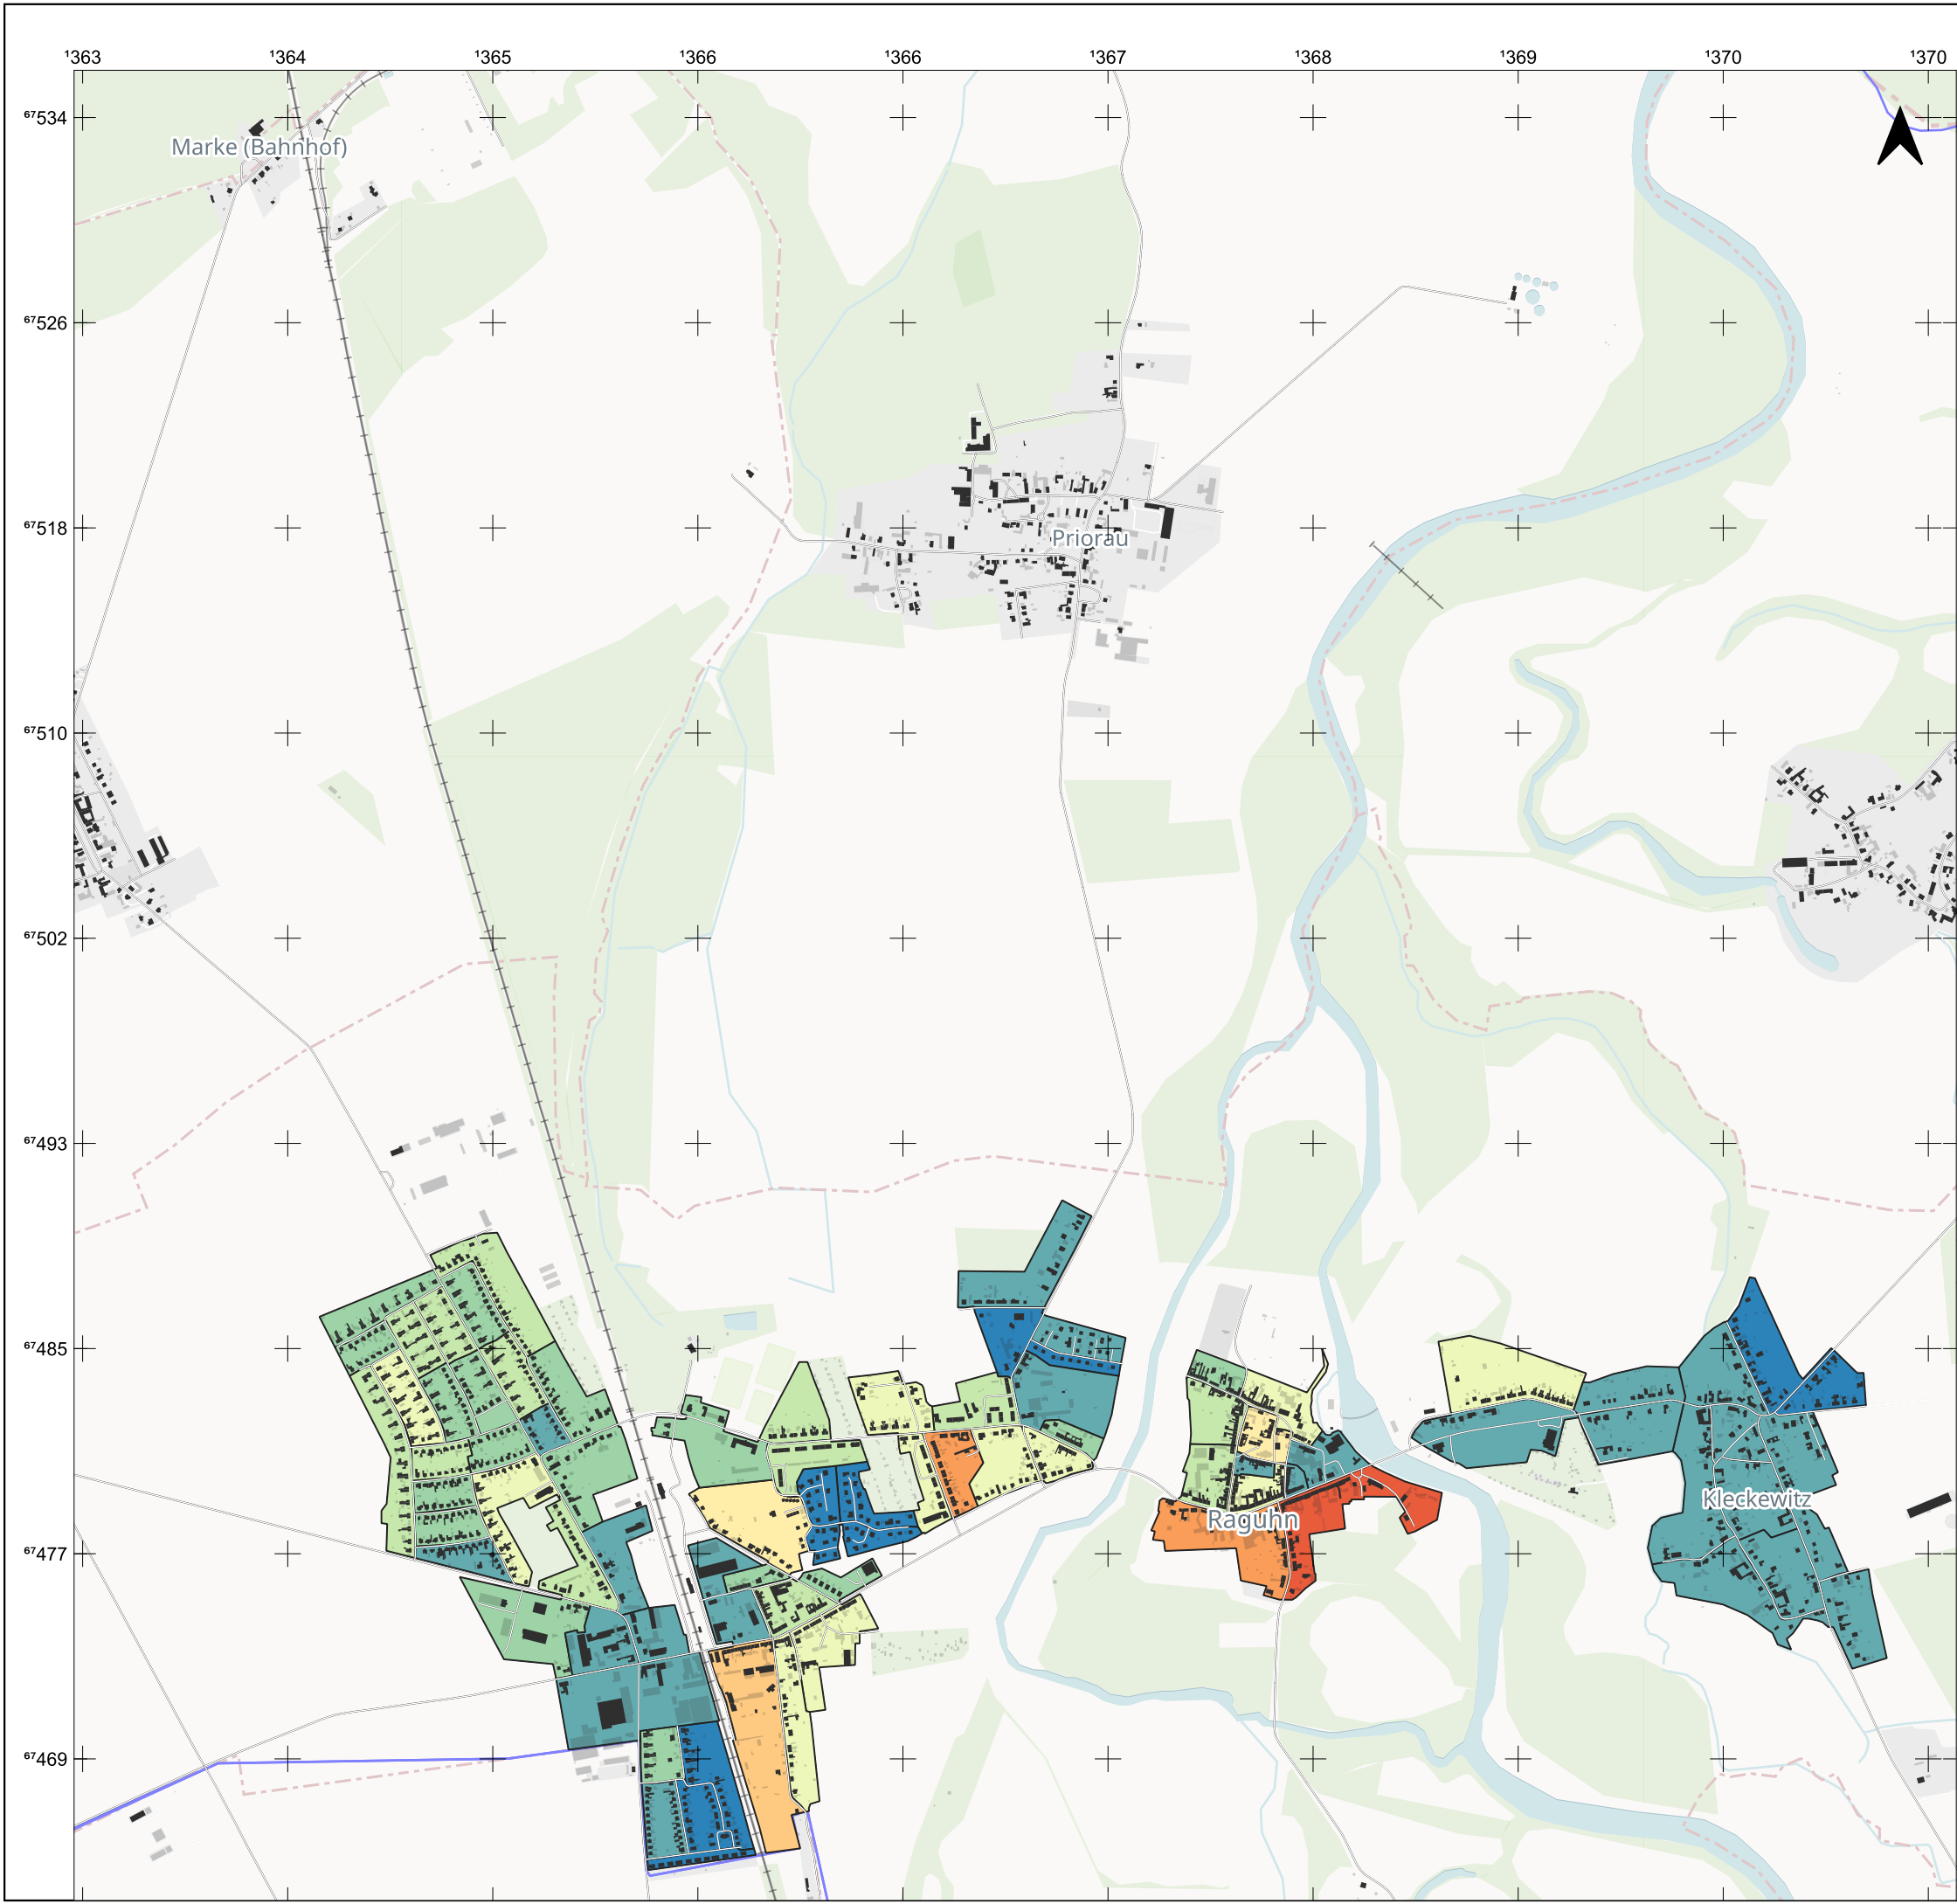 ¹363 ¹364 ¹365 ¹366 ¹366 ¹367 ¹368 ¹369 ¹370 ¹370
⁶⁷534
Marke (Bahnhof)
⁶⁷526
⁶⁷518
Priorau
⁶⁷510
⁶⁷502
⁶⁷493
⁶⁷485
Kleckewitz
Raguhn
⁶⁷477
⁶⁷469